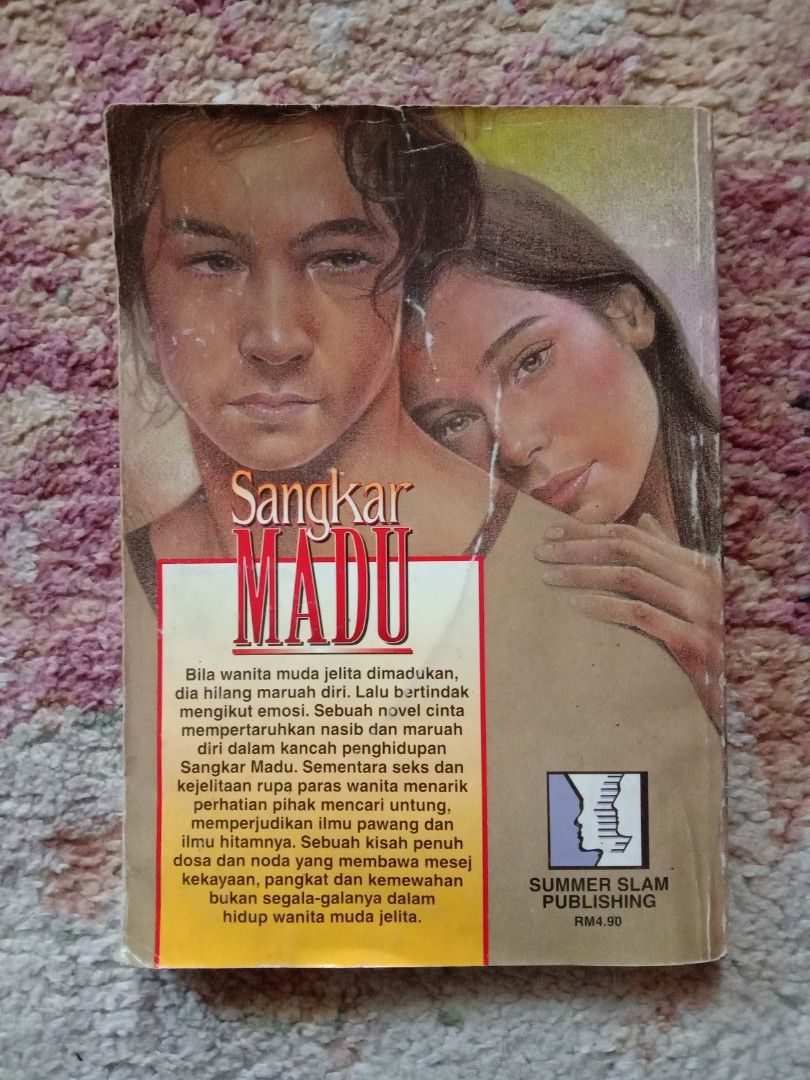 Sangkar
MADU
Bila wanita muda jelita dimadukan,
dia hilang maruah diri. Lalu bertindak
mengikut emosi. Sebuah novel cinta
mempertaruhkan nasib dan maruah
diri dalam kancah penghidupan
Sangkar Madu. Sementara seks dan
kejelitaan rupa paras wanita menarik
perhatian pihak mencari untung,
memperjudikan ilmu pawang dan
ilmu hitamnya. Sebuah kisah penuh
dosa dan noda yang membawa mesej
kekayaan, pangkat dan kemewahan
bukan segala-galanya dalam
hidup wanita muda jelita.
SUMMER SLAM
PUBLISHING
RM4.90